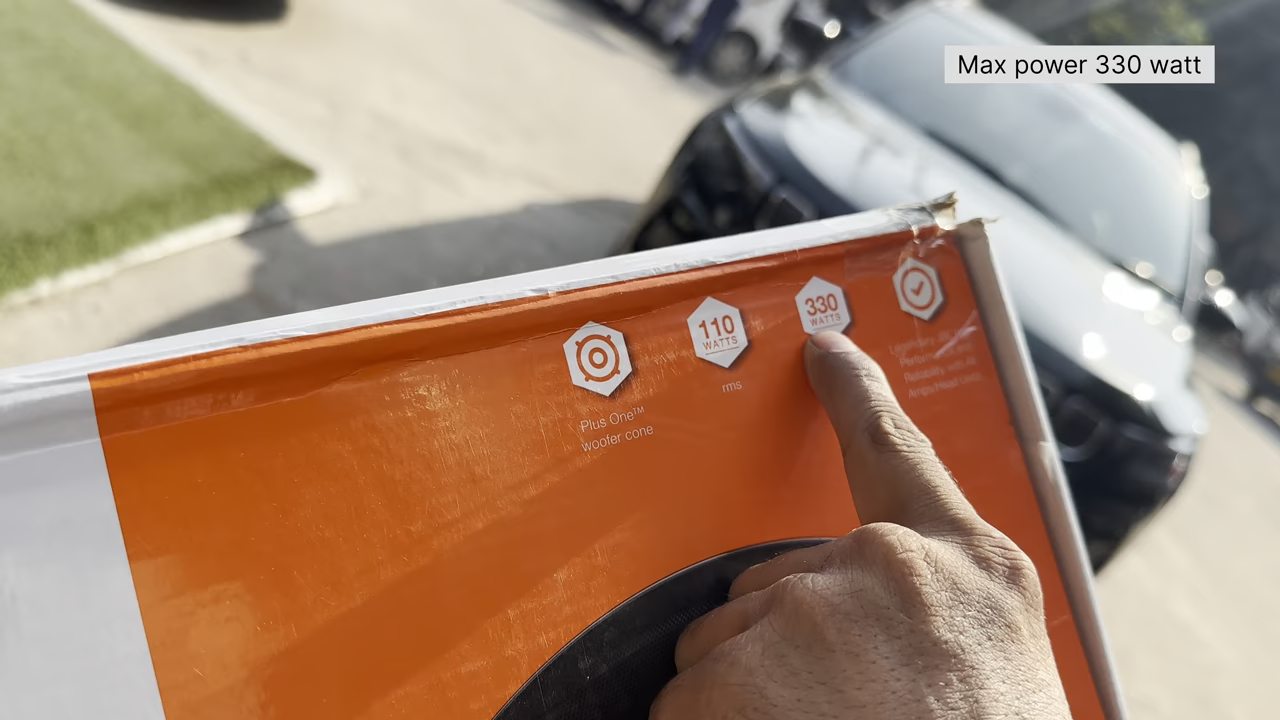 Max power 330 watt
Plus One™
woofer cone
110
WATTS
rms
330
WATTS